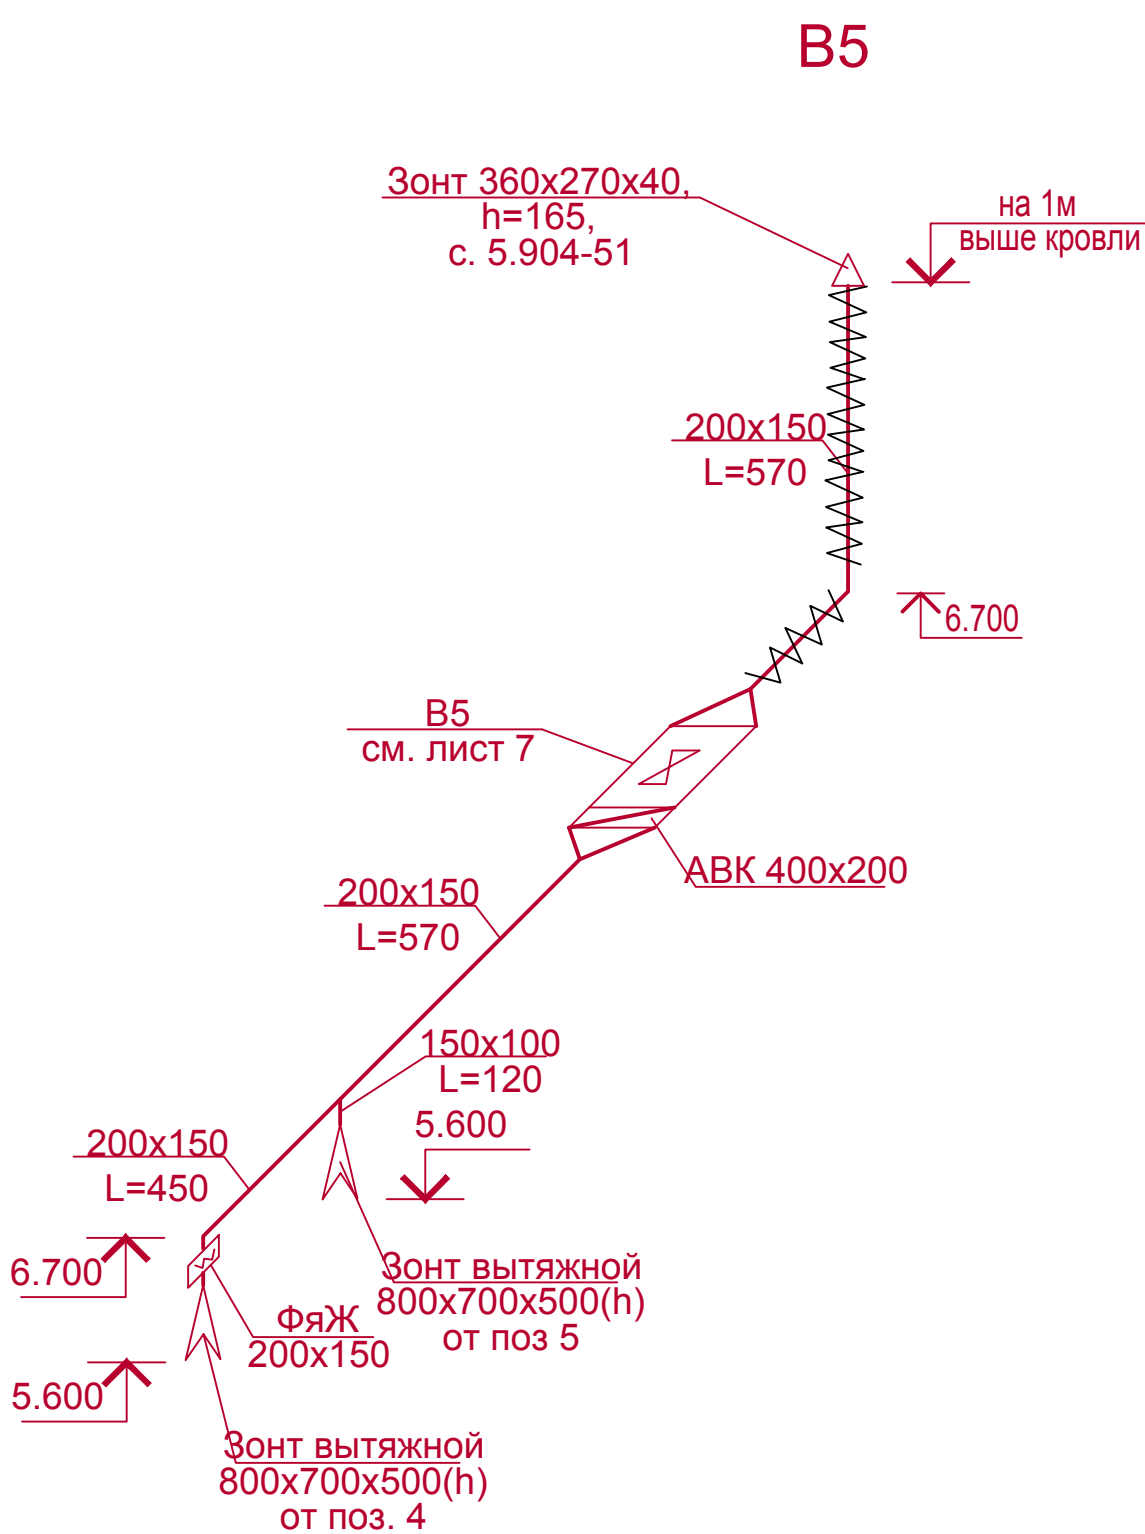 В5
Зонт 360х270х40,
h=165,
с. 5.904-51
на 1м
выше кровли
200х150
L=570
6.700
В5
см. лист 7
АВК 400х200
200х150
L=570
150х100
L=120
5.600
200х150
L=450
6.700
Зонт вытяжной
800х700х500(h)
от поз 5
ФяЖ
200х150
5.600
Зонт вытяжной
800х700х500(h)
от поз. 4